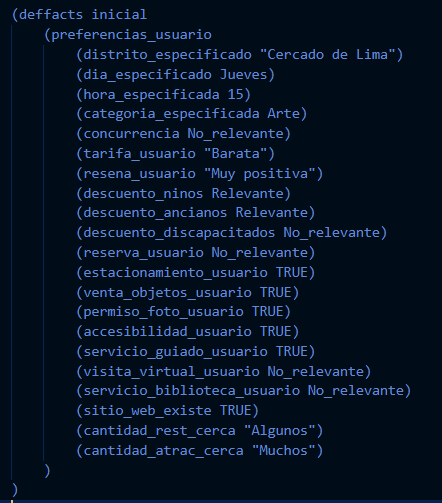 (deffacts inicial
(preferencias_usuario
(distrito_especificado "Cercado de Lima")
(dia_especificado Jueves)
(hora_especificada 15)
(categoria_especificada Arte)
(concurrencia No_relevante)
(tarifa_usuario "Barata")
(resena_usuario "Muy positiva")
(descuento_ninos Relevante)
(descuento_ancianos Relevante)
(descuento_discapacitados No_relevante)
(reserva_usuario No_relevante)
(estacionamiento_usuario TRUE)
(venta_objetos_usuario TRUE)
(permiso_foto_usuario TRUE)
(accesibilidad_usuario TRUE)
(servicio_guiado_usuario TRUE)
(visita_virtual_usuario No_relevante)
(servicio_biblioteca_usuario No_relevante)
(sitio_web_existe TRUE)
(cantidad_rest_cerca "Algunos")
(cantidad_atrac_cerca "Muchos")
)
)